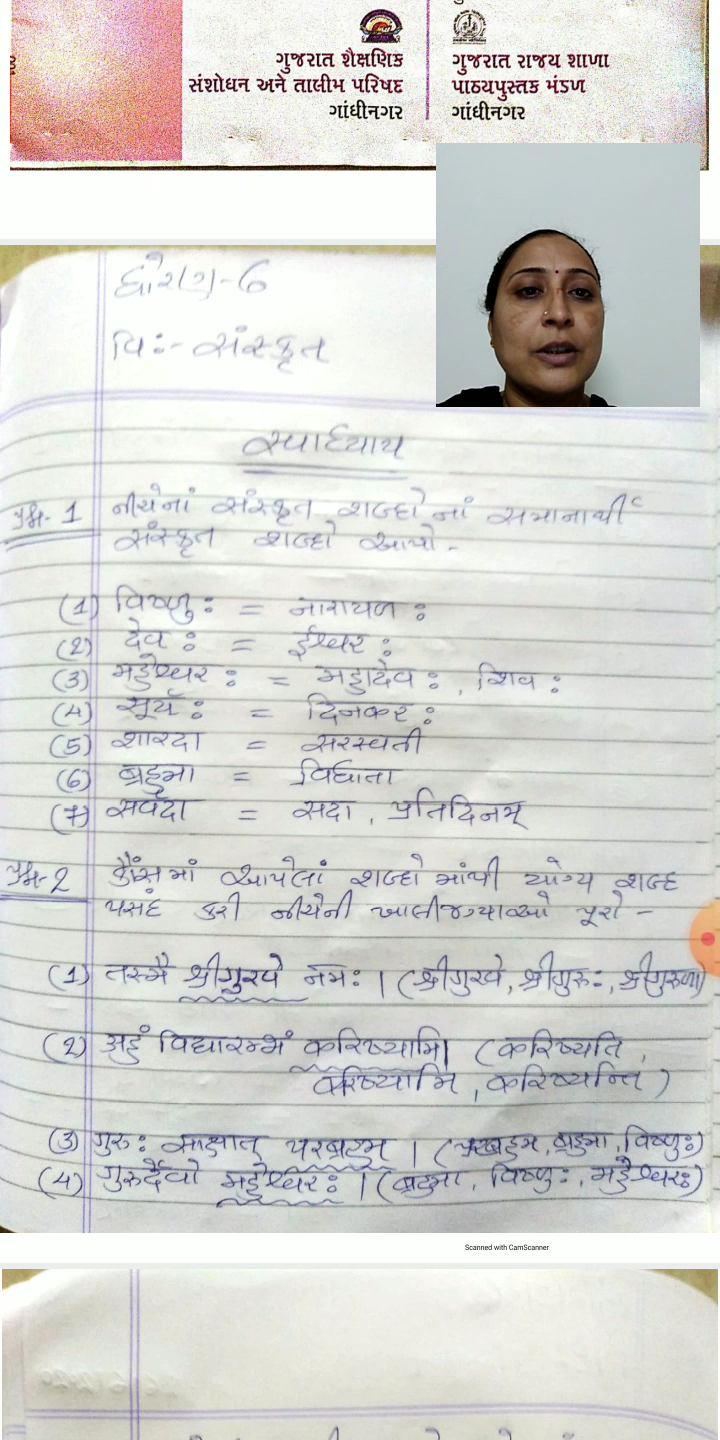 ગુજરાત શૈક્ષણિક
સંશોધન અને તાલીમ પરિષદ
ગાંધીનગર
ગુજરાત રાજય શાળા
પાઠયપુસ્તક મંડળ
ગાંધીનગર
ધોરણ-6
વિ:- સંસ્કૃત
સ્વાધ્યાય
પ્રશ્ન-1 નીચેનાં સંસ્કૃત શબ્દોનાં સમાનાર્થી
સંસ્કૃત શબ્દો આપો-
(1) विष्णु: = नारायण:
(2) देव: = ईश्वर:
(3) महेश्वर: = महादेव:, शिव:
(4) सूर्य: = दिनकर:
(5) शारदा = सरस्वती
(6) ब्रह्मा = विधाता
(7) सर्वदा = सदा, प्रतिदिनम्
પ્રશ્ન-2 કૌંસમાં આપેલાં શબ્દોમાંથી યોગ્ય શબ્દ
પસંદ કરી નીચેની ખાલીજગ્યાઓ પૂરો-
(1) तस्मै श्रीगुरवे नम:। (श्रीगुरवे, श्रीगुरु:, श्रीगुरुणा)
(2) अहं विद्यारम्भं करिष्यामि। (करिष्यति,
करिष्यामि, करिष्यन्ति)
(3) गुरु: साक्षात् परब्रह्म। (परब्रह्म, ब्रह्मा, विष्णु:)
(4) गुरुर्देवो महेश्वर:। (ब्रह्मा, विष्णु:, महेश्वर:)
Scanned with CamScanner